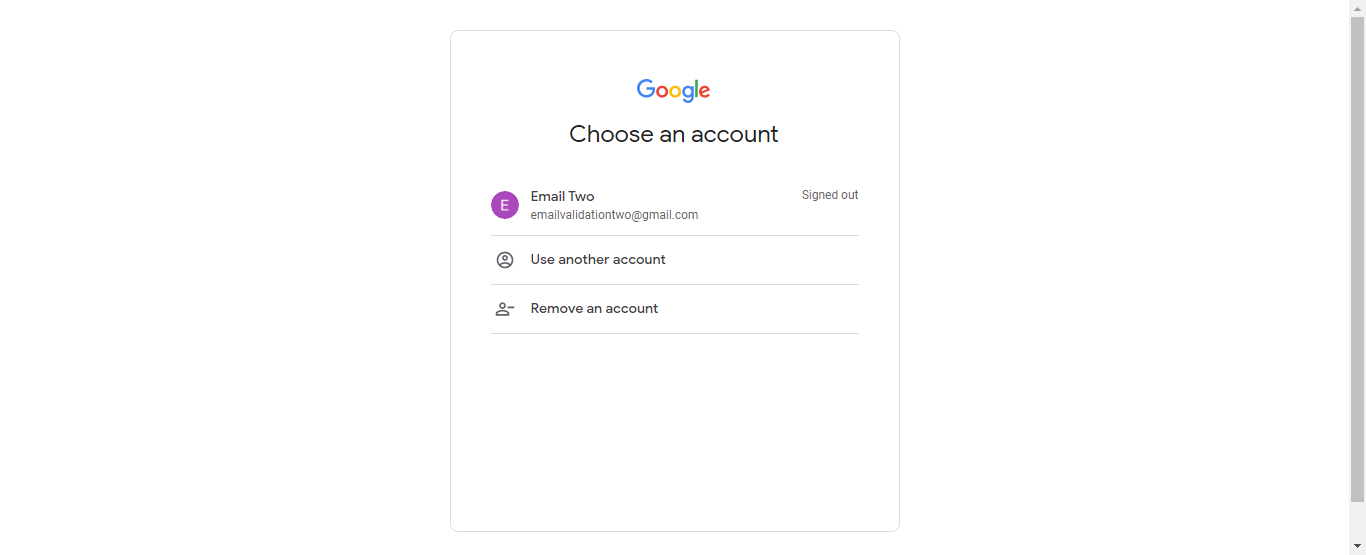 Google
Choose an account
E
Email Two
Signed out
emailvalidationtwo@gmail.com
Use another account
Remove an account